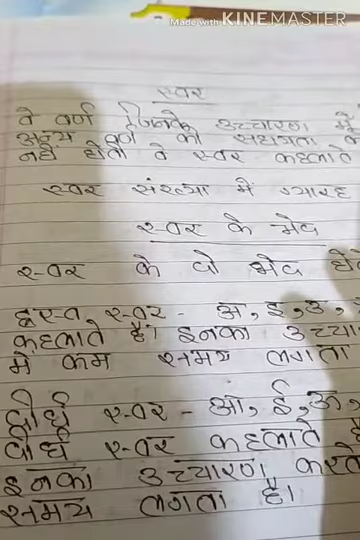 Made with KINEMASTER
स्वर
वे वर्ण जिनके उच्चारण में
अन्य वर्ण की सहायता
नही होती वे स्वर कहलाते
स्वर संख्या में ग्यारह
स्वर के भेद
स्वर के दो भेद
ह्रस्व स्वर - अ, इ, उ,
कहलाते है। इनका उच्चा
में कम समय लगता
दीर्घ स्वर - आ, ई, ऊ,
दीर्घ स्वर कहलाते है
इनका उच्चारण करते
समय लगता है।